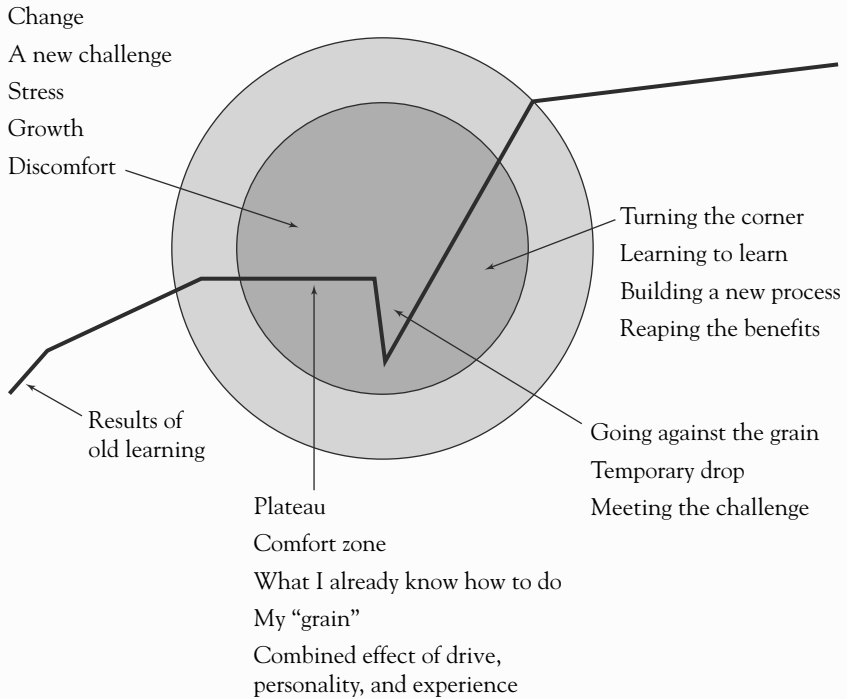 Change
A new challenge
Stress
Growth
Discomfort
Turning the corner
Learning to learn
Building a new process
Reaping the benefits
Results of
old learning
Going against the grain
Temporary drop
Meeting the challenge
Plateau
Comfort zone
What I already know how to do
My “grain”
Combined effect of drive,
personality, and experience